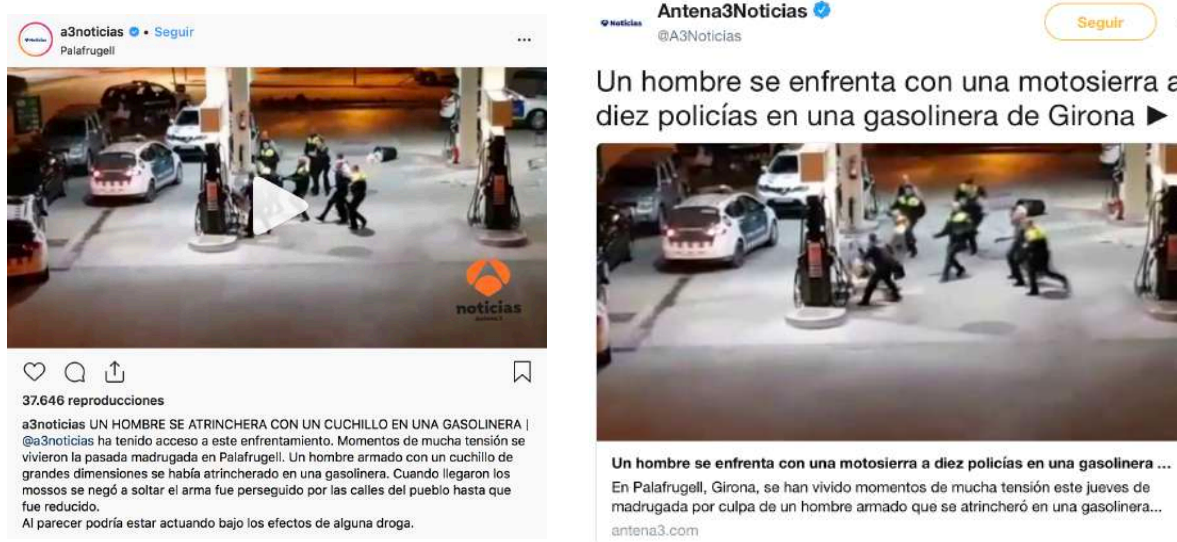 a3noticias • Seguir
Palafrugell
noticias
37.646 reproducciones
a3noticias UN HOMBRE SE ATRINCHERA CON UN CUCHILLO EN UNA GASOLINERA |
@a3noticias ha tenido acceso a este enfrentamiento. Momentos de mucha tensión se
vivieron la pasada madrugada en Palafrugell. Un hombre armado con un cuchillo de
grandes dimensiones se había atrincherado en una gasolinera. Cuando llegaron los
mossos se negó a soltar el arma fue perseguido por las calles del pueblo hasta que
fue reducido.
Al parecer podría estar actuando bajo los efectos de alguna droga.
Noticias
Antena3Noticias
@A3Noticias
Seguir
Un hombre se enfrenta con una motosierra a
diez policías en una gasolinera de Girona ►
Un hombre se enfrenta con una motosierra a diez policías en una gasolinera ...
En Palafrugell, Girona, se han vivido momentos de mucha tensión este jueves de
madrugada por culpa de un hombre armado que se atrincheró en una gasolinera...
antena3.com